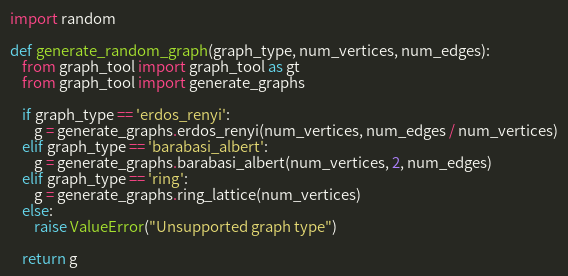 import random
def generate_random_graph(graph_type, num_vertices, num_edges):
from graph_tool import graph_tool as gt
from graph_tool import generate_graphs
if graph_type == 'erdos_renyi':
g = generate_graphs.erdos_renyi(num_vertices, num_edges / num_vertices)
elif graph_type == 'barabasi_albert':
g = generate_graphs.barabasi_albert(num_vertices, 2, num_edges)
elif graph_type == 'ring':
g = generate_graphs.ring_lattice(num_vertices)
else:
raise ValueError("Unsupported graph type")
return g